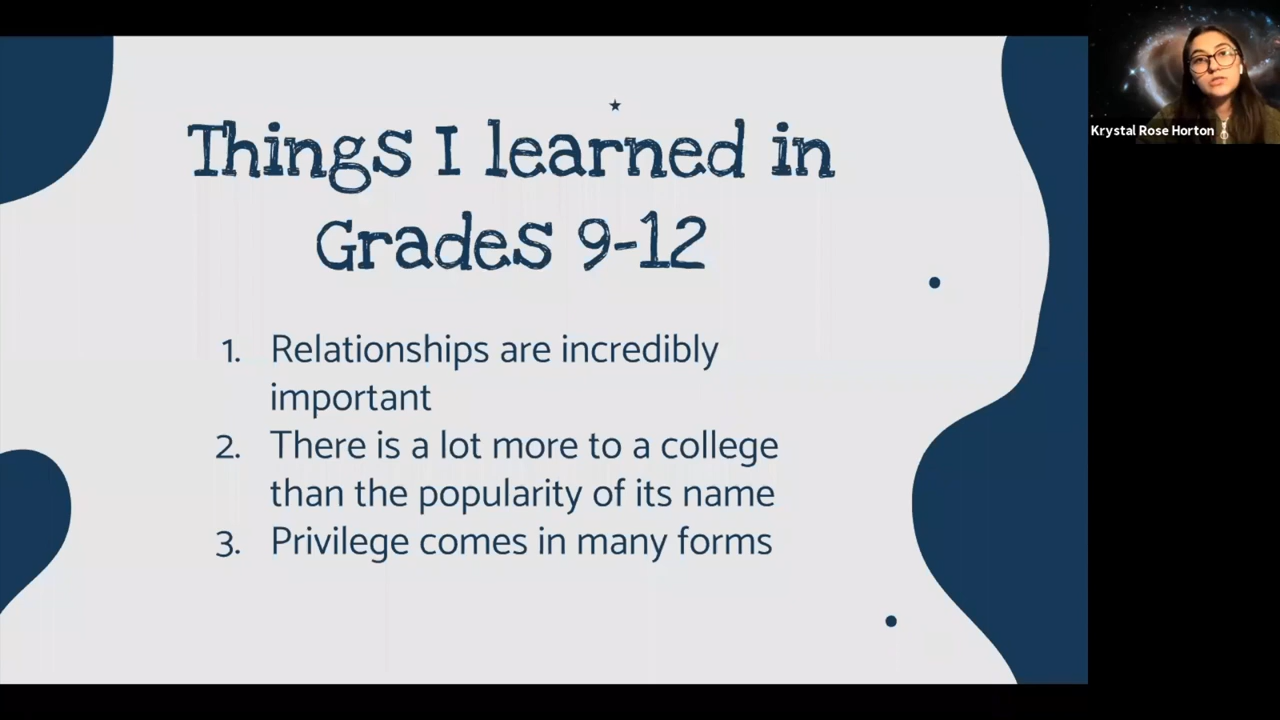 Things I learned in
Grades 9-12
1. Relationships are incredibly
important
2. There is a lot more to a college
than the popularity of its name
3. Privilege comes in many forms
Krystal Rose Horton